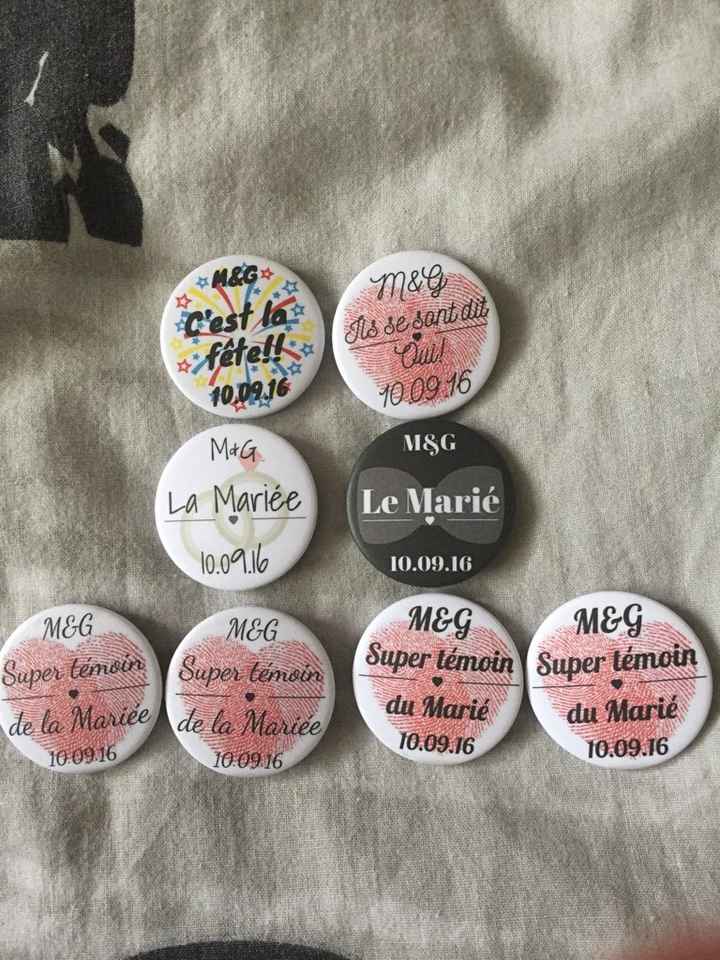 M&G
C'est la
fête!!
10.09.16
M&G
Ils se sont dit
Oui!
10.09.16
M&G
La Mariée
10.09.16
M&G
Le Marié
10.09.16
M&G
Super témoin
de la Mariée
10.09.16
M&G
Super témoin
de la Mariée
10.09.16
M&G
Super témoin
du Marié
10.09.16
M&G
Super témoin
du Marié
10.09.16